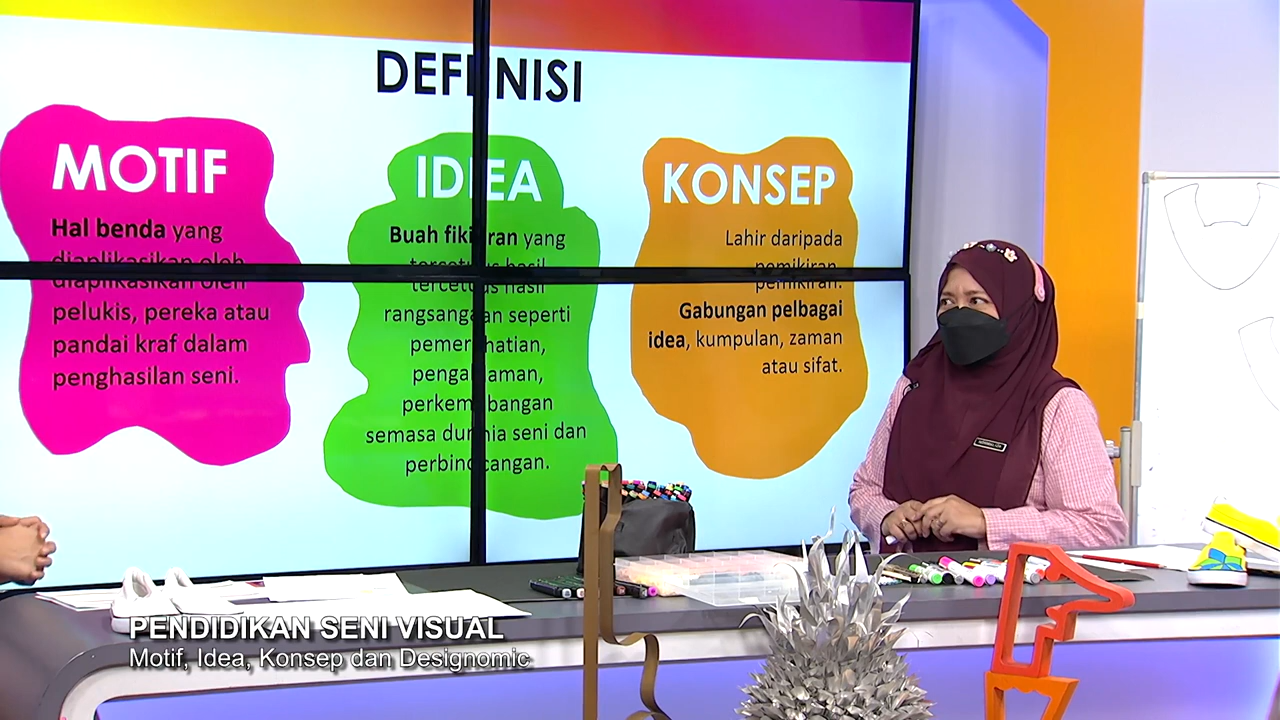 DEFENISI
MOTIF
Hal benda yang
diaplikasikan oleh
pelukis, pereka atau
pandai kraf dalam
penghasilan seni.
IDEA
Buah fikiran yang
tercetus hasil
rangsangan seperti
pemerhatian,
pengalaman,
perkembangan
semasa dunia seni dan
perbincangan.
KONSEP
Lahir daripada
pemikiran.
Gabungan pelbagai
idea, kumpulan, zaman
atau sifat.
PENDIDIKAN SENI VISUAL
Motif, Idea, Konsep dan Designomic